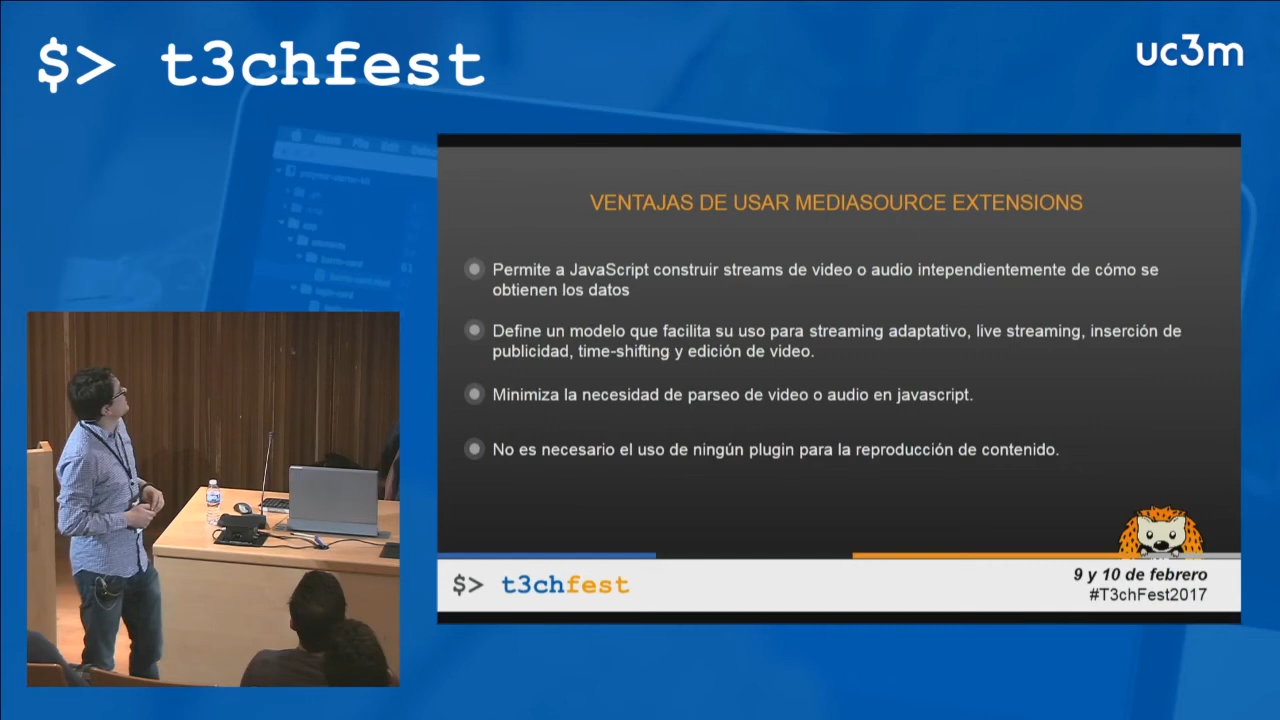 $> t3chfest
uc3m
VENTAJAS DE USAR MEDIASOURCE EXTENSIONS
Permite a JavaScript construir streams de video o audio intependientemente de cómo se
obtienen los datos
Define un modelo que facilita su uso para streaming adaptativo, live streaming, inserción de
publicidad, time-shifting y edición de video.
Minimiza la necesidad de parseo de video o audio en javascript.
No es necesario el uso de ningún plugin para la reproducción de contenido.
$> t3chfest
9 y 10 de febrero
#T3chFest2017